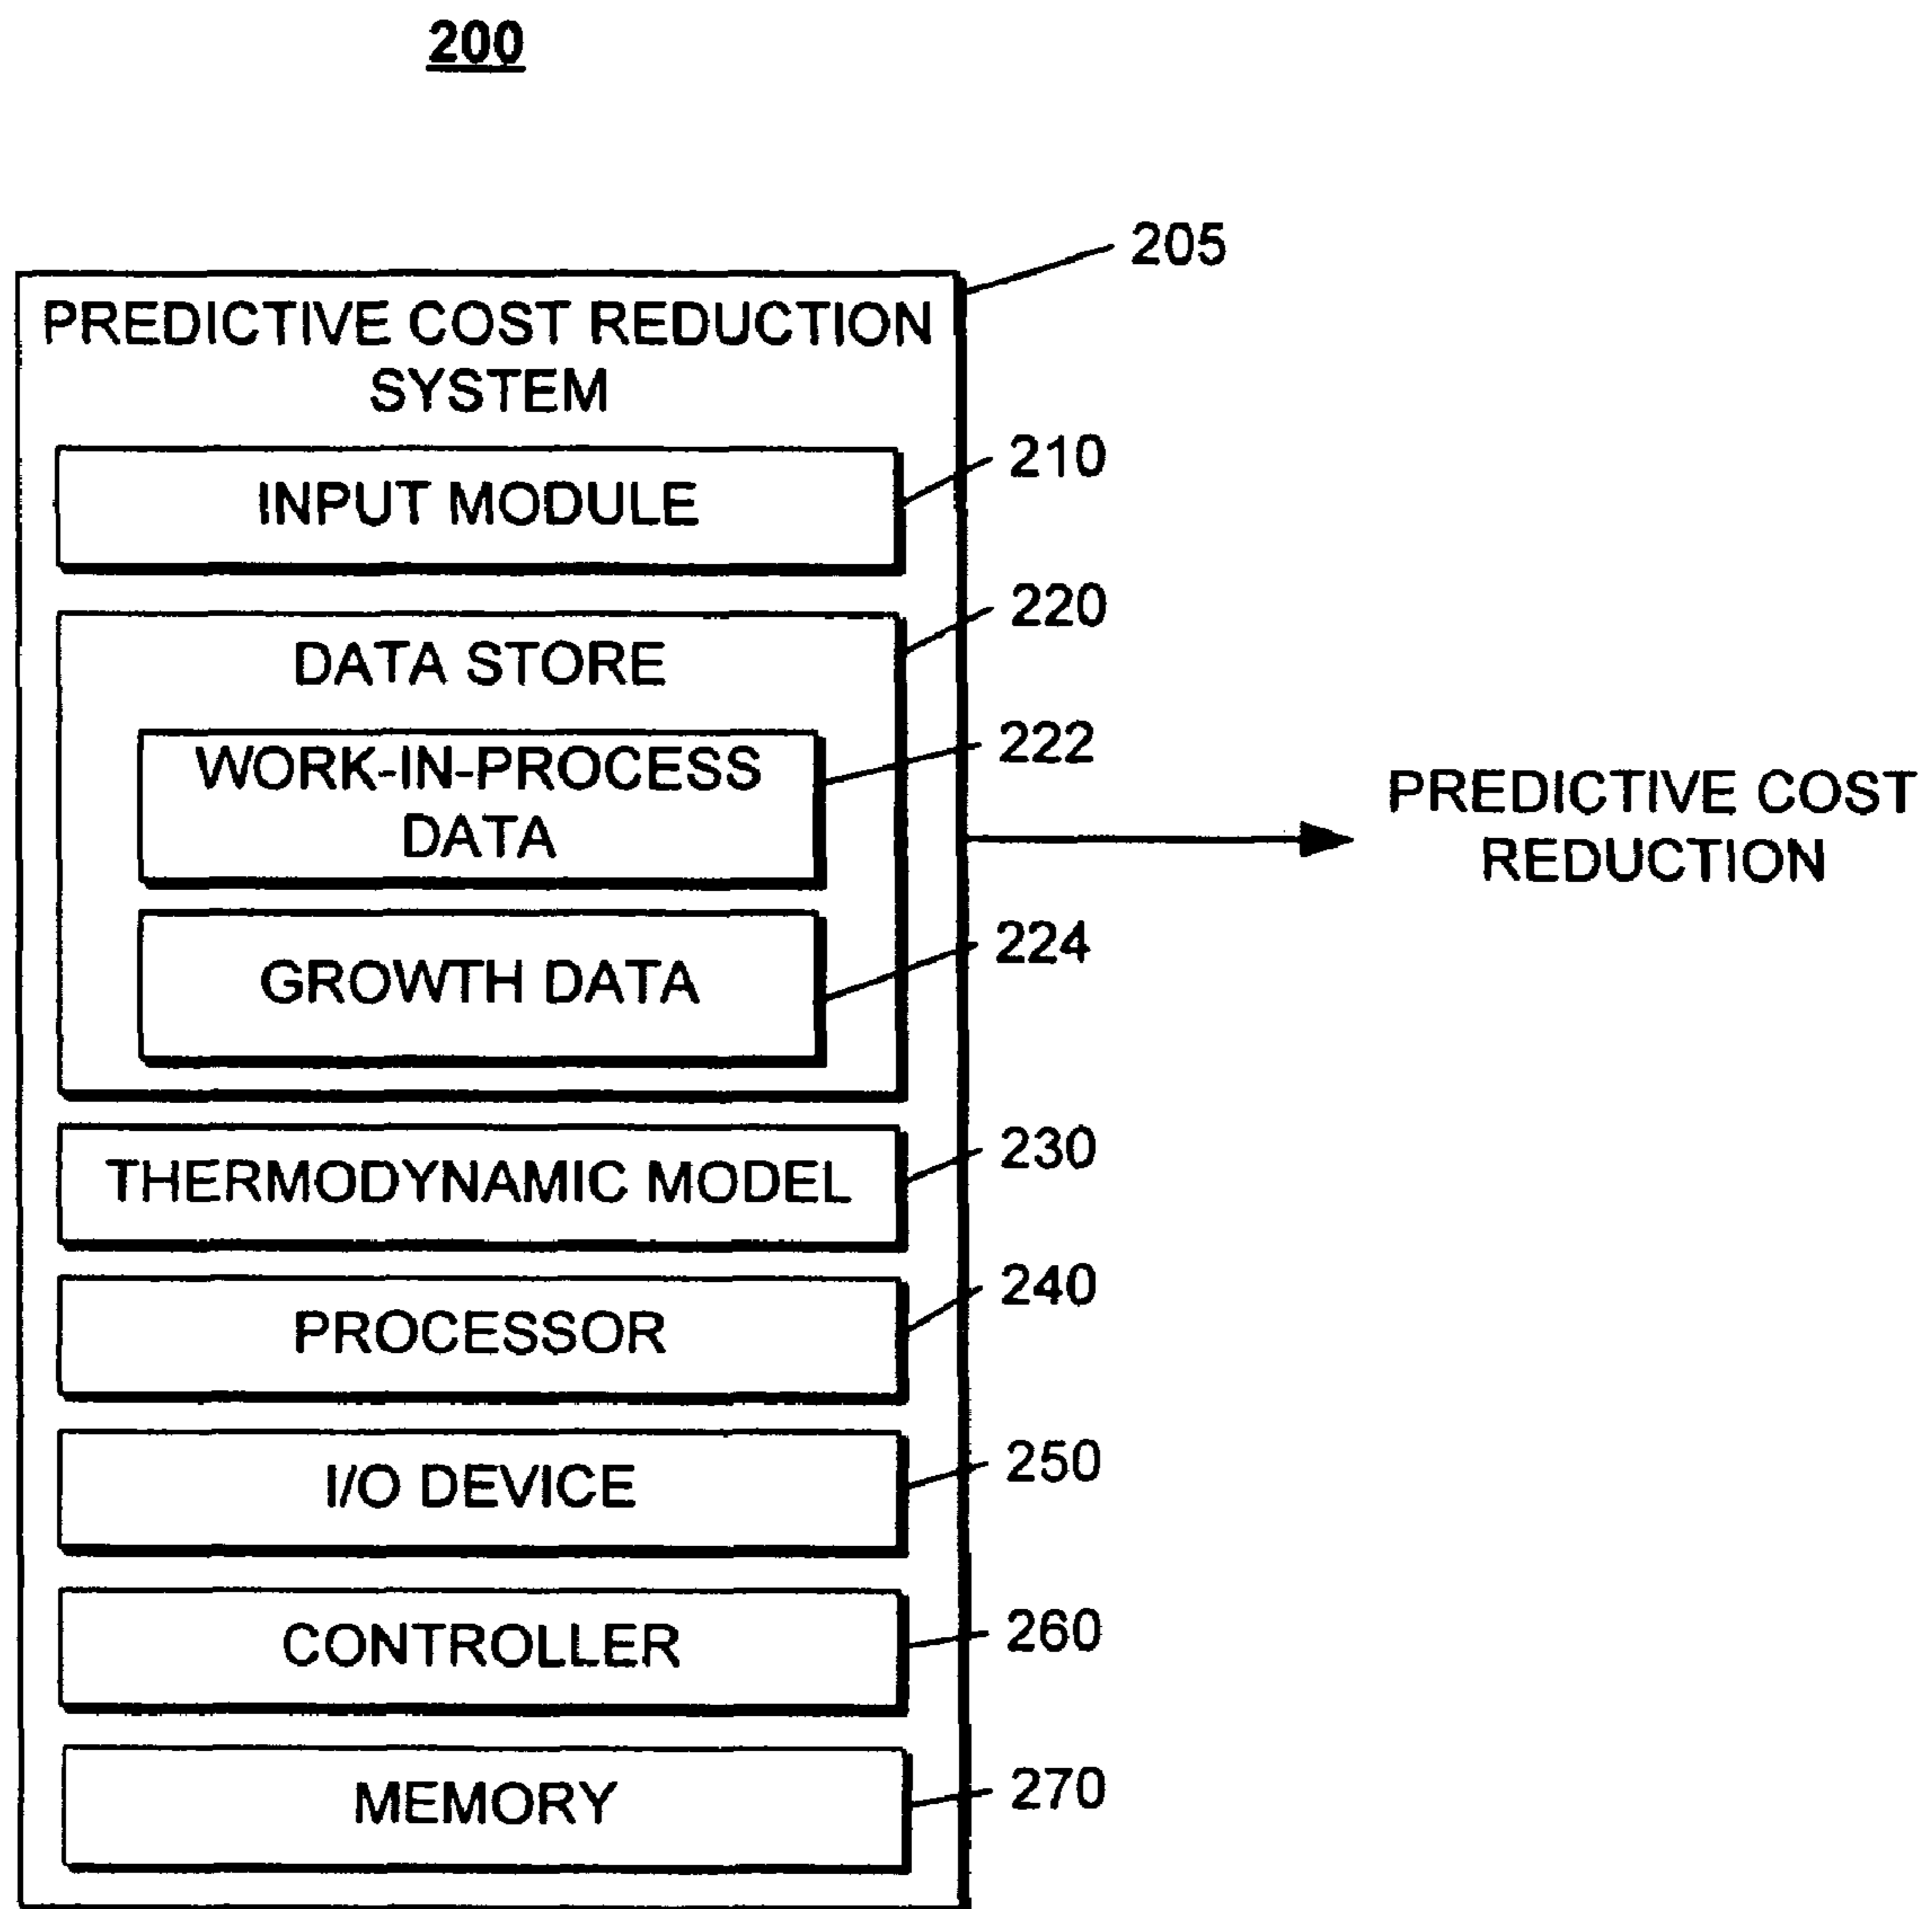 200
205
PREDICTIVE COST REDUCTION
SYSTEM
210
INPUT MODULE
220
DATA STORE
222
WORK-IN-PROCESS
DATA
PREDICTIVE COST
REDUCTION
224
GROWTH DATA
230
THERMODYNAMIC MODEL
240
PROCESSOR
250
I/O DEVICE
260
CONTROLLER
270
MEMORY